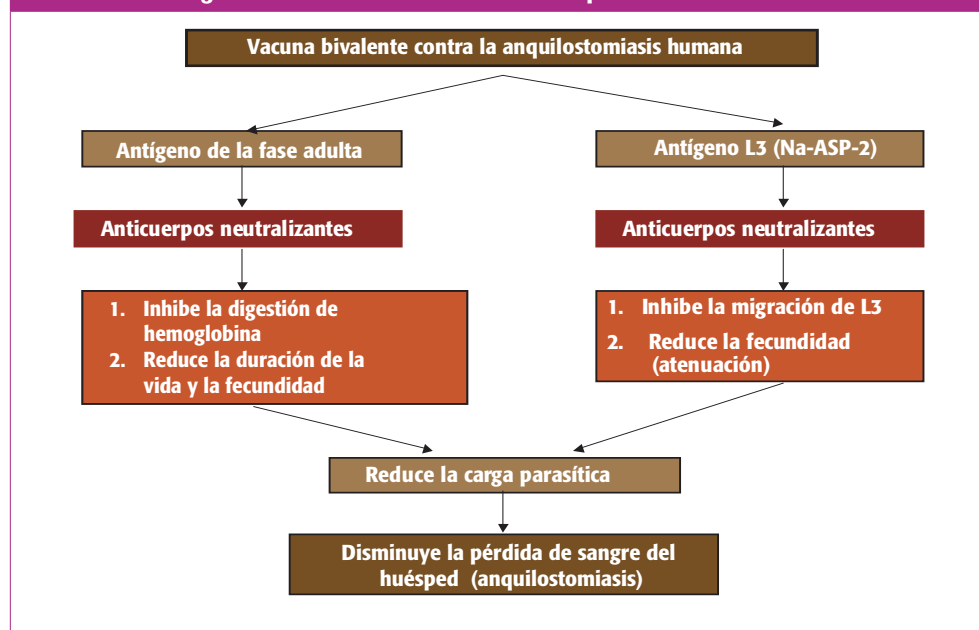 Vacuna bivalente contra la anquilostomiasis humana
Antígeno de la fase adulta
Antígeno L3 (Na-ASP-2)
Anticuerpos neutralizantes
Anticuerpos neutralizantes
1. Inhibe la digestión de
hemoglobina
2. Reduce la duración de la
vida y la fecundidad
1. Inhibe la migración de L3
2. Reduce la fecundidad
(atenuación)
Reduce la carga parasítica
Disminuye la pérdida de sangre del
huésped (anquilostomiasis)